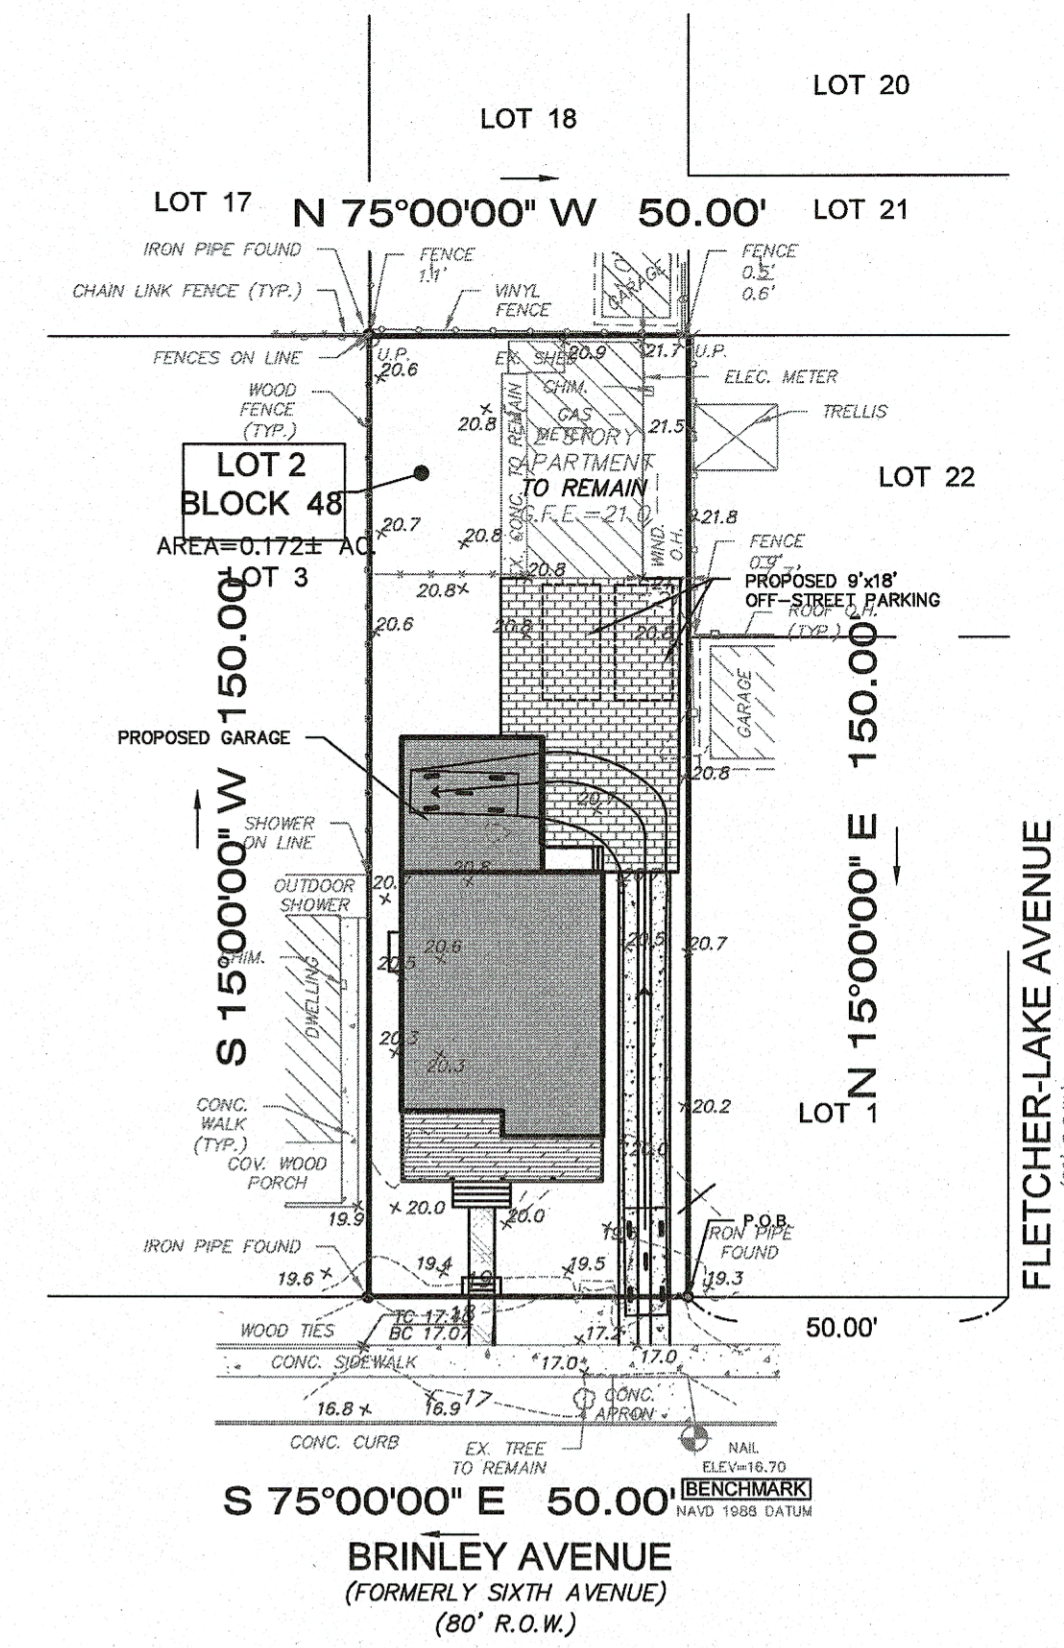 LOT 20
LOT 18
LOT 17
N 75°00'00" W 50.00'
LOT 21
IRON PIPE FOUND
FENCE
1.1'
FENCE
0.5'
0.6'
CHAIN LINK FENCE (TYP.)
VINYL
FENCE
GARAGE
FENCES ON LINE
U.P.
20.6
EX. SHED
20.9
21.7
U.P.
WOOD
FENCE
(TYP.)
CHIM.
ELEC. METER
20.8
GAS
METER
21.5
TRELLIS
STORY
APARTMENT
TO REMAIN
G.F.E.=21.0
EX. CONC. TO REMAIN
LOT 2
BLOCK 48
LOT 22
AREA=0.172± AC.
LOT 3
20.7
20.8
WIND.
O.H.
21.8
FENCE
0.9'
20.8
20.8
PROPOSED 9'x18'
OFF-STREET PARKING
ROOF O.H.
(TYP.)
20.6
20.8
20.8
S 15°00'00" W 150.00'
N 15°00'00" E 150.00'
GARAGE
PROPOSED GARAGE
20.8
SHOWER
ON LINE
20.8
OUTDOOR
SHOWER
CHIM.
DWELLING
20.6
20.5
20.5
20.7
20.3
20.3
CONC.
WALK
(TYP.)
20.2
LOT 1
FLETCHER-LAKE AVENUE
COV. WOOD
PORCH
20.0
19.9
20.0
20.0
P.O.B.
IRON PIPE
FOUND
IRON PIPE FOUND
19.6
19.4
19
19.5
19.3
50.00'
18
TC 17.48
BC 17.07
WOOD TIES
17.2
CONC. SIDEWALK
17.0
17.0
16.8
16.9
17
CONC.
APRON
CONC. CURB
EX. TREE
TO REMAIN
NAIL
ELEV=16.70
BENCHMARK
NAVD 1988 DATUM
S 75°00'00" E 50.00'
BRINLEY AVENUE
(FORMERLY SIXTH AVENUE)
(80' R.O.W.)